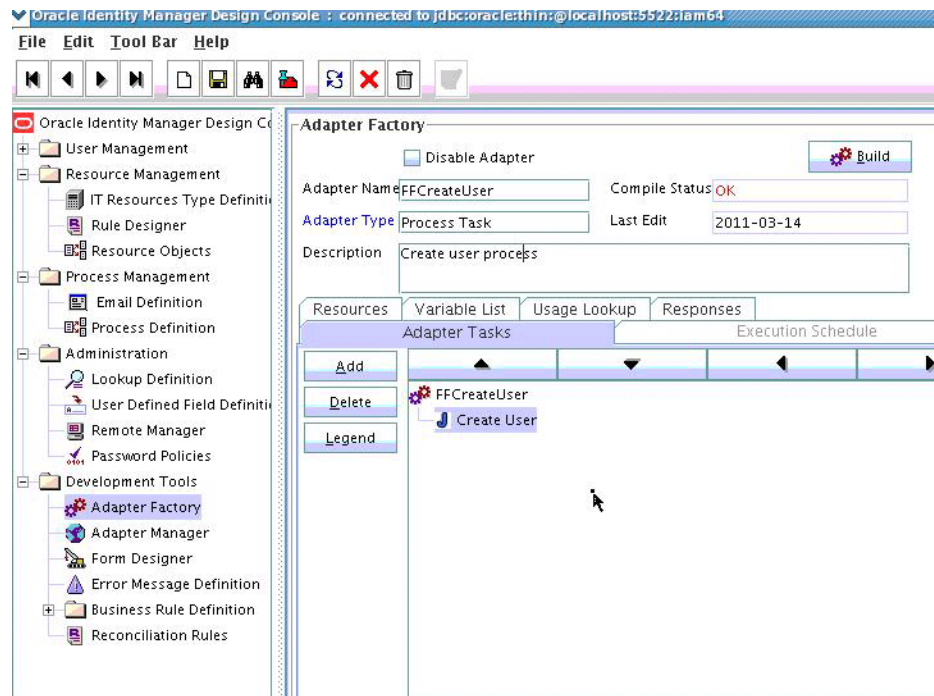 Oracle Identity Manager Design Console : connected to jdbc:oracle:thin:@localhost:5522:iam64
File Edit Tool Bar Help
Oracle Identity Manager Design Co
User Management
Resource Management
IT Resources Type Definiti
Rule Designer
Resource Objects
Process Management
Email Definition
Process Definition
Administration
Lookup Definition
User Defined Field Definiti
Remote Manager
Password Policies
Development Tools
Adapter Factory
Adapter Manager
Form Designer
Error Message Definition
Business Rule Definition
Reconciliation Rules
Adapter Factory
Disable Adapter
Build
Adapter Name FFCreateUser Compile Status OK
Adapter Type Process Task Last Edit 2011-03-14
Description Create user process
Resources Variable List Usage Lookup Responses
Adapter Tasks Execution Schedule
Add
Delete
Legend
FFCreateUser
Create User